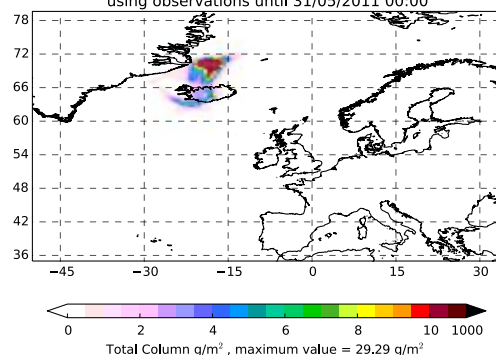 using observations until 31/05/2011 00:00
78
72
66
60
54
48
42
36
−45 −30 −15 0 15 30
0 2 4 6 8 10 1000
Total Column g/m² , maximum value = 29.29 g/m²